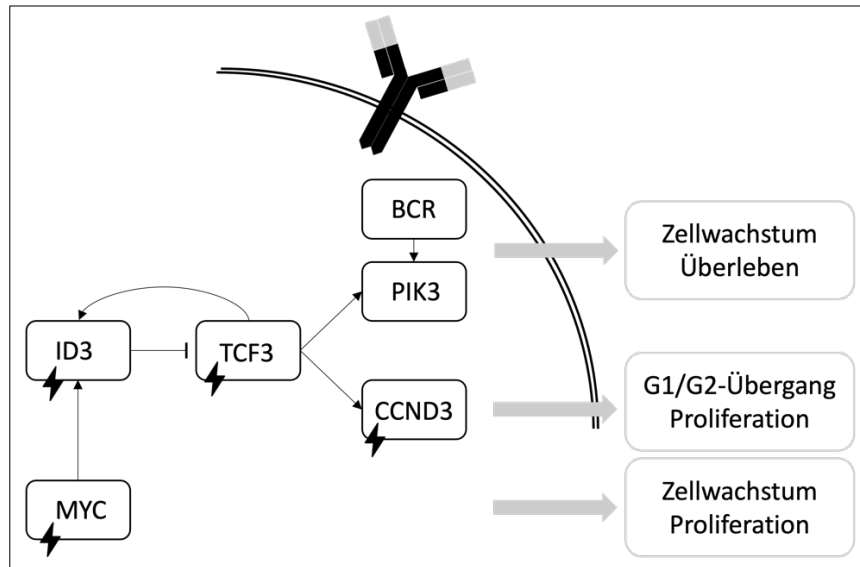 BCR
PIK3
ID3
TCF3
CCND3
MYC
Zellwachstum
Überleben
G1/G2-Übergang
Proliferation
Zellwachstum
Proliferation